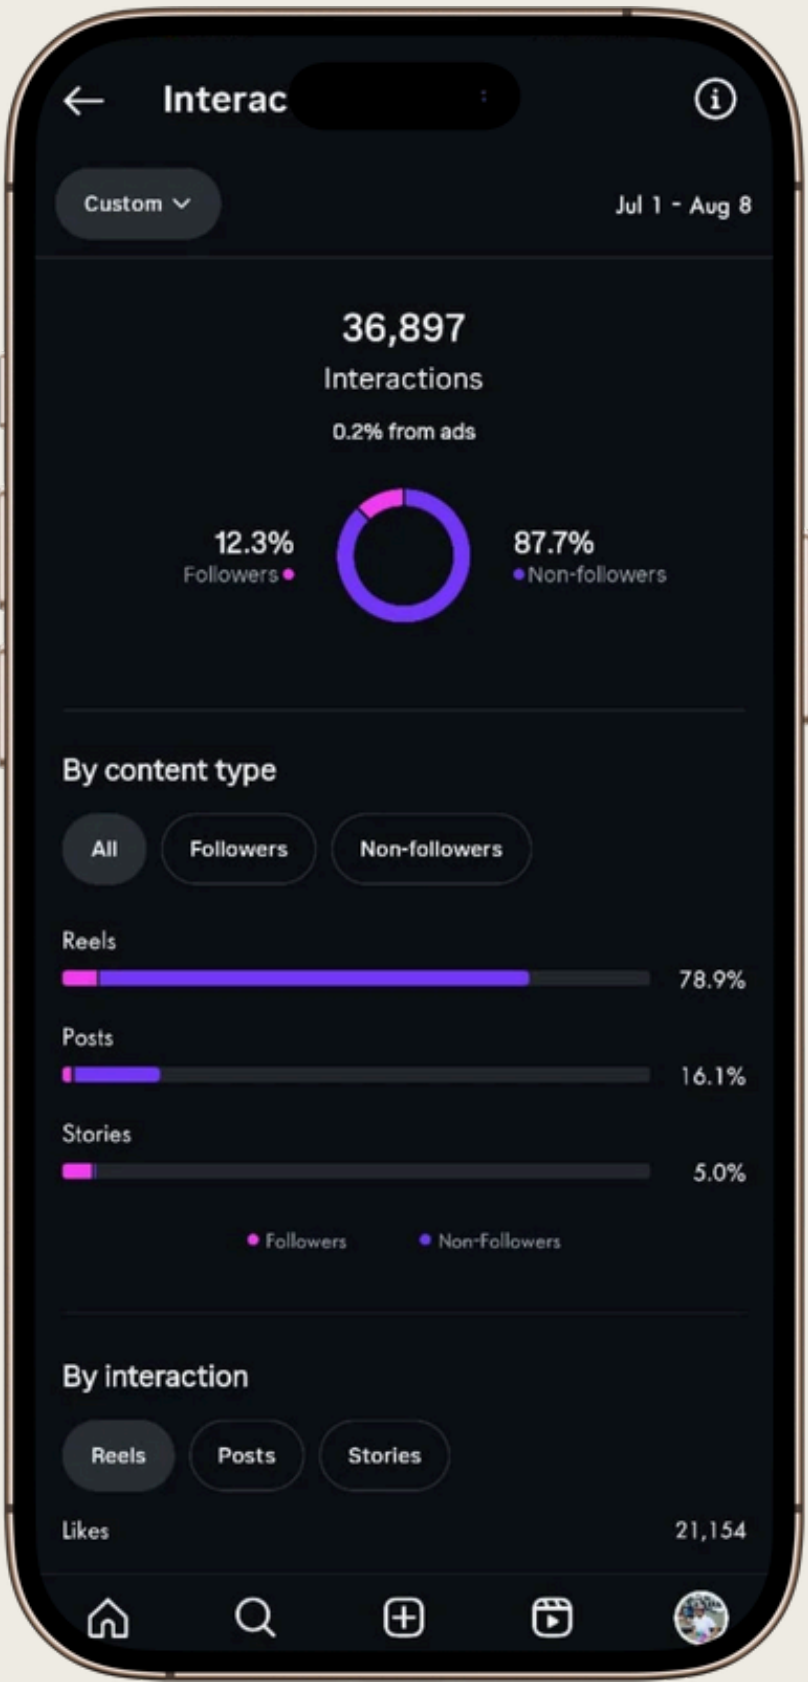 Interac
Custom
Jul 1 - Aug 8
36,897
Interactions
0.2% from ads
12.3%
Followers
87.7%
Non-followers
By content type
All
Followers
Non-followers
Reels
78.9%
Posts
16.1%
Stories
5.0%
Followers
Non-Followers
By interaction
Reels
Posts
Stories
Likes
21,154